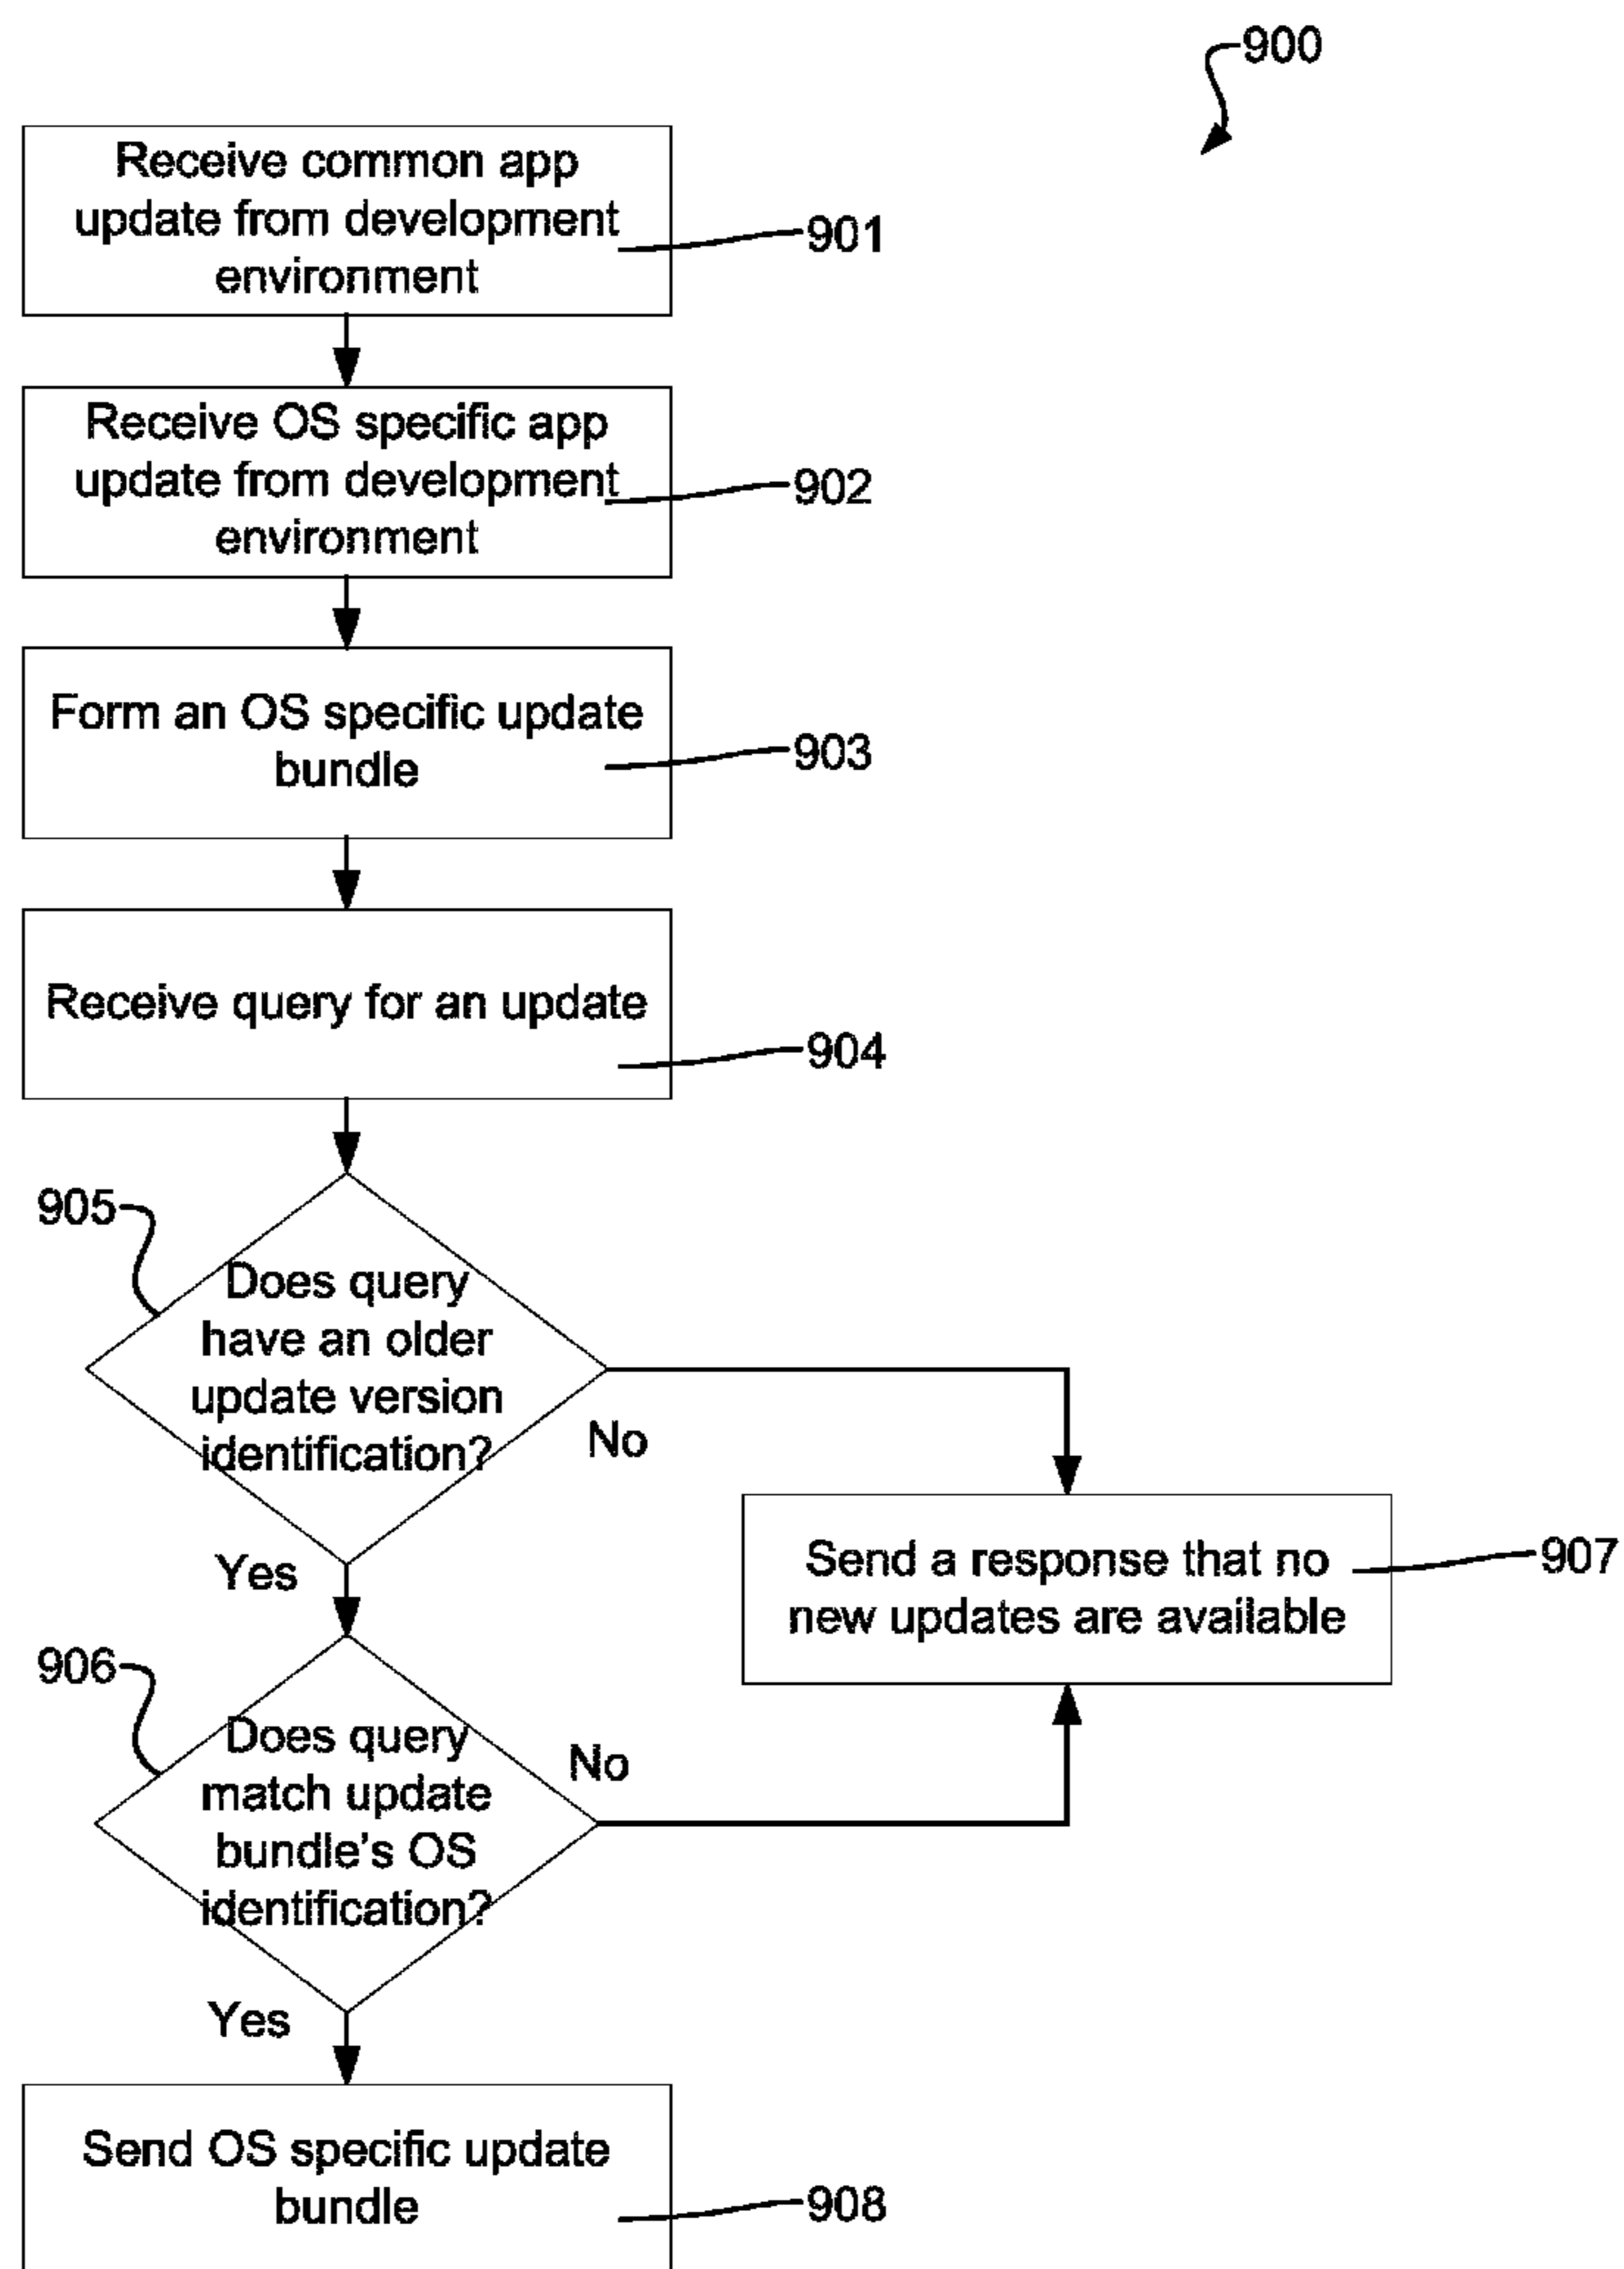 900
Receive common app
update from development
environment
901
Receive OS specific app
update from development
environment
902
Form an OS specific update
bundle
903
Receive query for an update
904
905
Does query
have an older
update version
identification?
No
Yes
Send a response that no
new updates are available
907
906
Does query
match update
bundle's OS
identification?
No
Yes
Send OS specific update
bundle
908